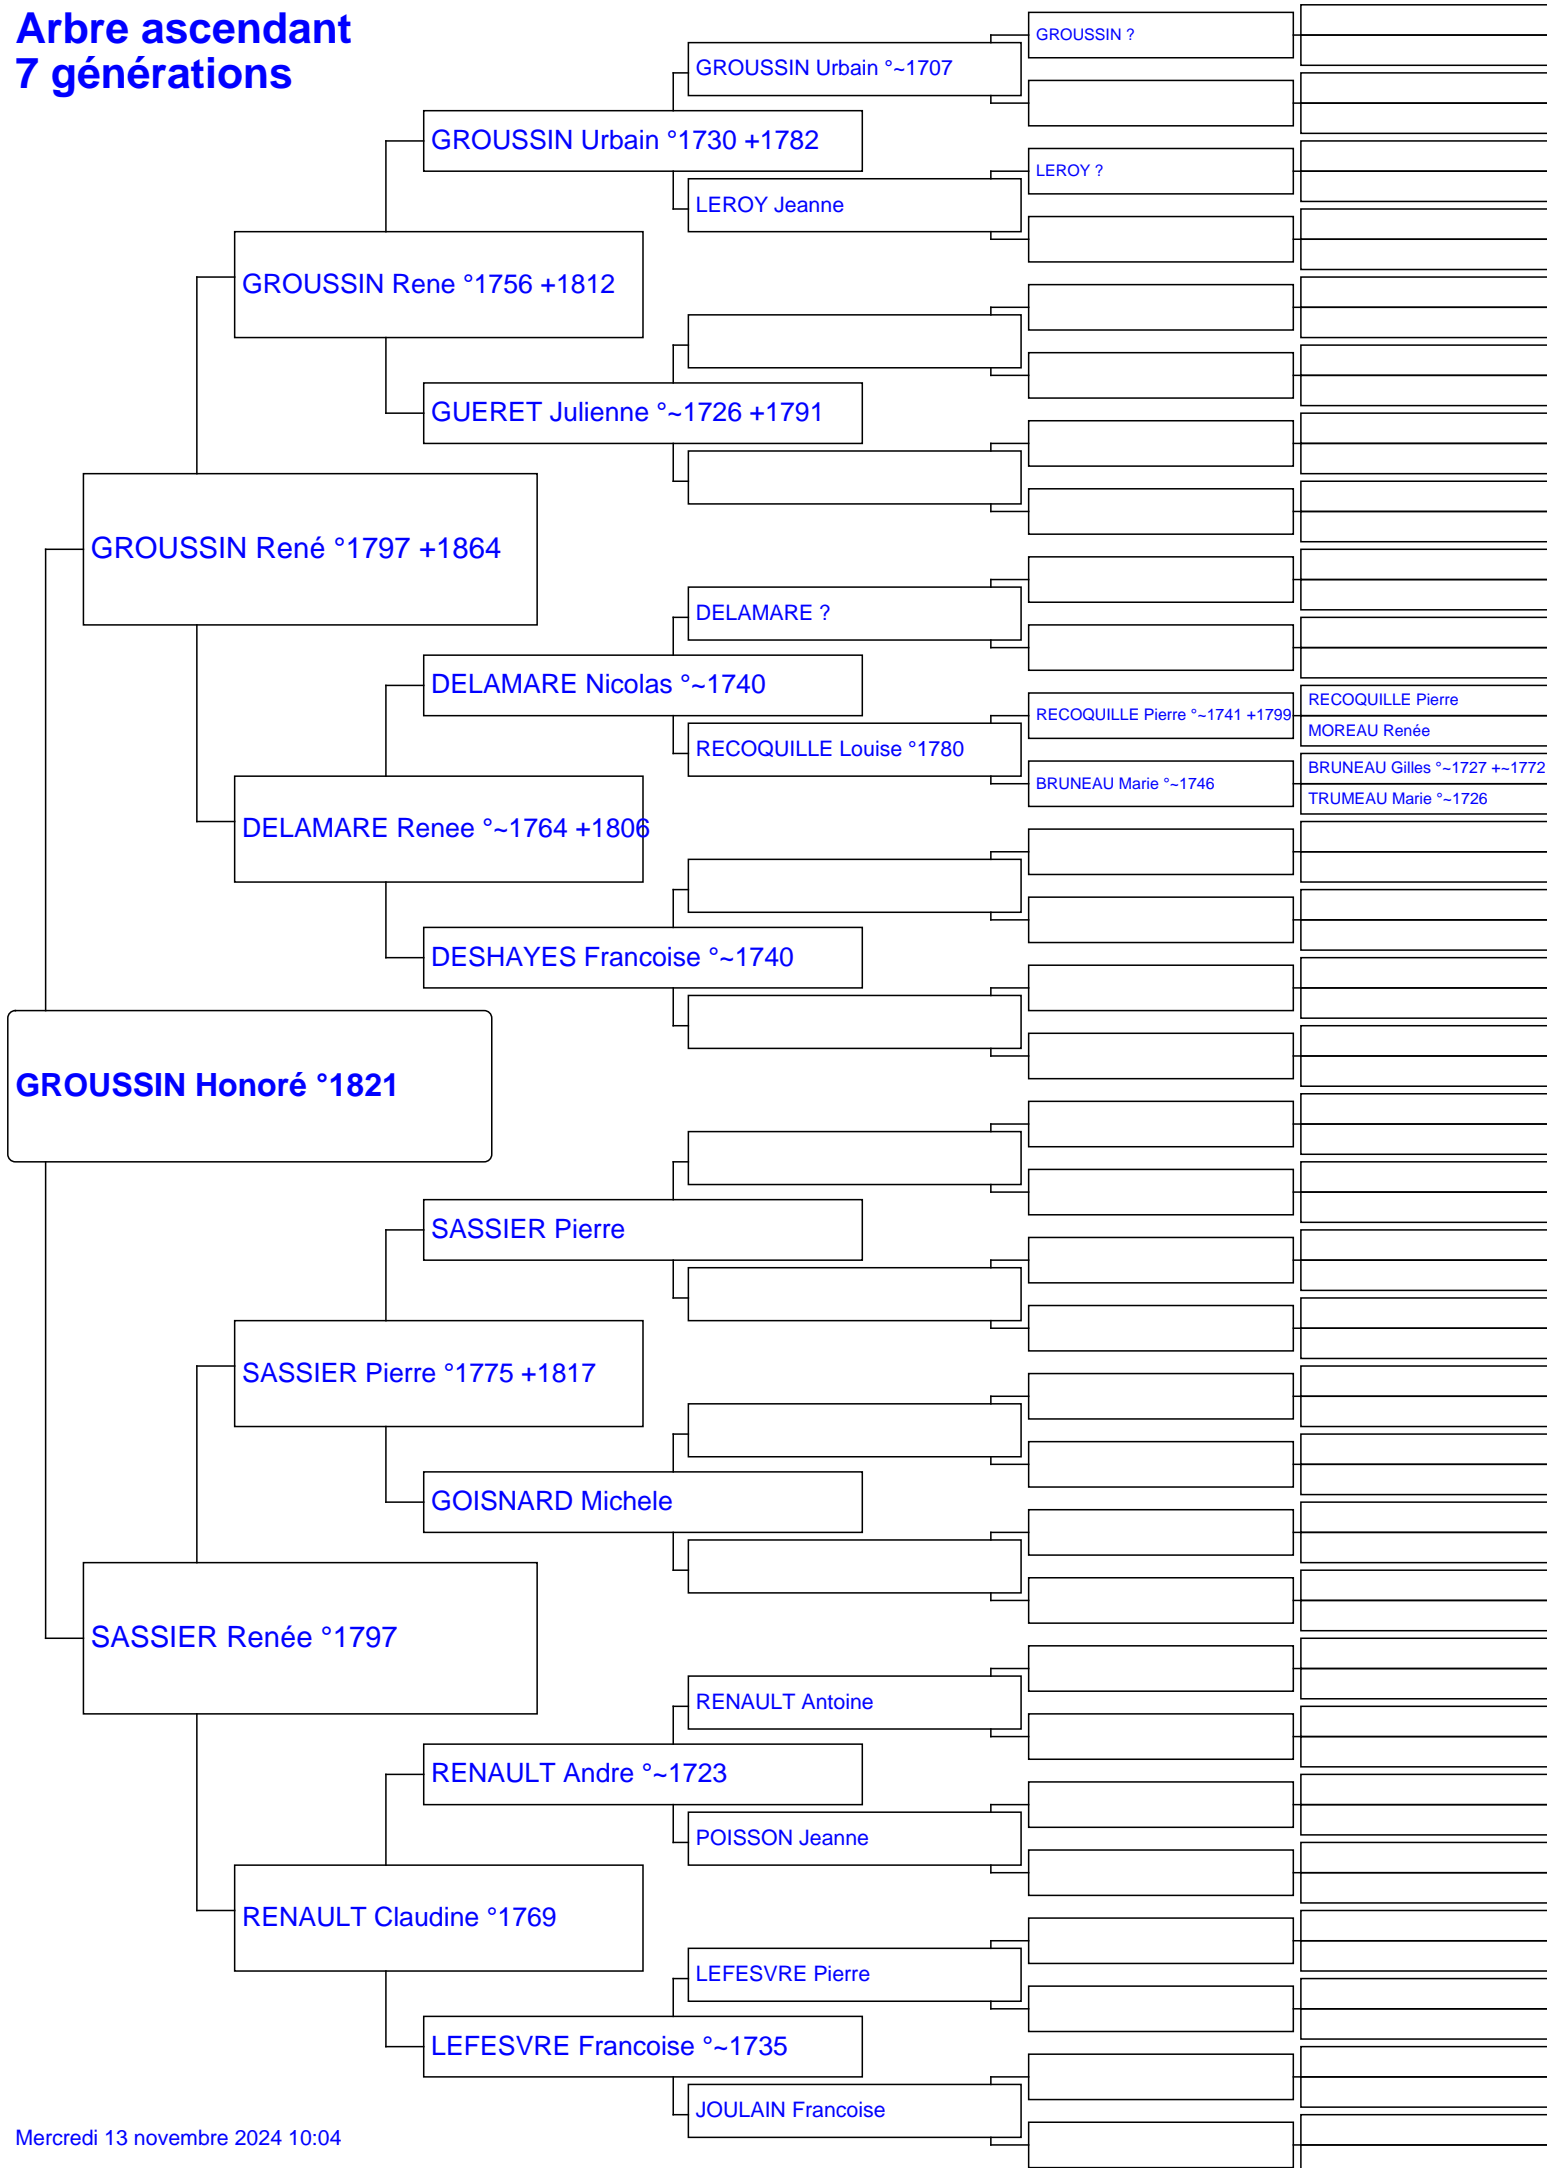 Arbre ascendant
7 générations
GROUSSIN ?
GROUSSIN Urbain °~1707
GROUSSIN Urbain °1730 +1782
LEROY ?
LEROY Jeanne
GROUSSIN Rene °1756 +1812
GUERET Julienne °~1726 +1791
GROUSSIN René °1797 +1864
DELAMARE ?
DELAMARE Nicolas °~1740
RECOQUILLE Pierre
RECOQUILLE Pierre °~1741 +1799
MOREAU Renée
RECOQUILLE Louise °1780
BRUNEAU Gilles °~1727 +~1772
BRUNEAU Marie °~1746
TRUMEAU Marie °~1726
DELAMARE Renee °~1764 +1806
DESHAYES Francoise °~1740
GROUSSIN Honoré °1821
SASSIER Pierre
SASSIER Pierre °1775 +1817
GOISNARD Michele
SASSIER Renée °1797
RENAULT Antoine
RENAULT Andre °~1723
POISSON Jeanne
RENAULT Claudine °1769
LEFESVRE Pierre
LEFESVRE Francoise °~1735
JOULAIN Francoise
Mercredi 13 novembre 2024 10:04